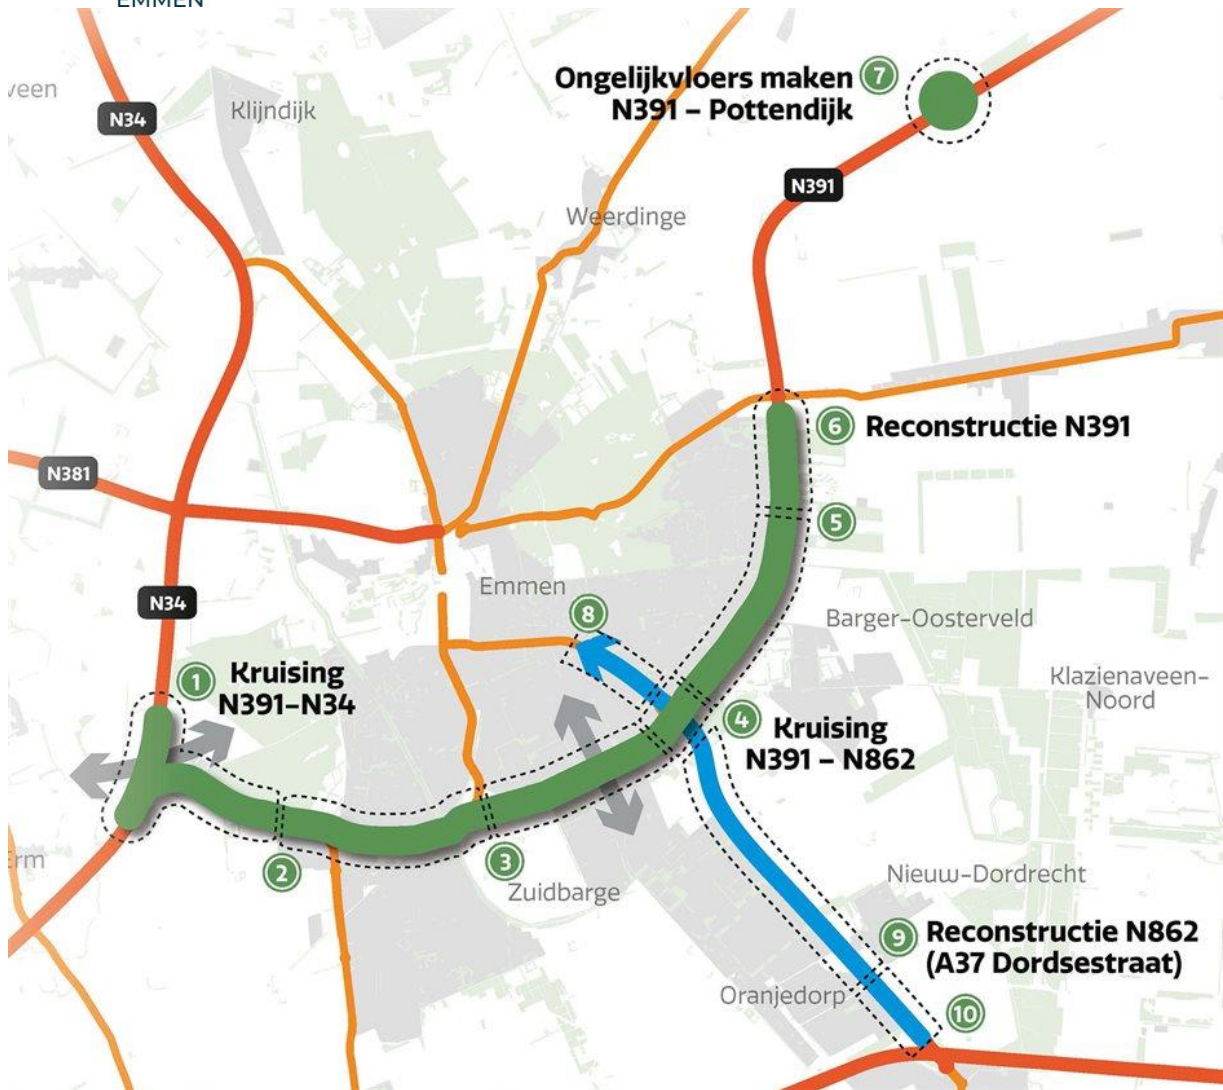 EMMEN
veen
N34
Klijndijk
Ongelijkvloers maken
N391 – Pottendijk
7
N391
Weerdinge
N381
6
Reconstructie N391
5
Emmen
N34
8
Barger-Oosterveld
1
Kruising
N391–N34
Klazienaveen-
Noord
4
Kruising
N391 – N862
Erm
2
3
Zuidbarge
Nieuw-Dordrecht
9
Reconstructie N862
(A37 Dordsestraat)
Oranjedorp
10